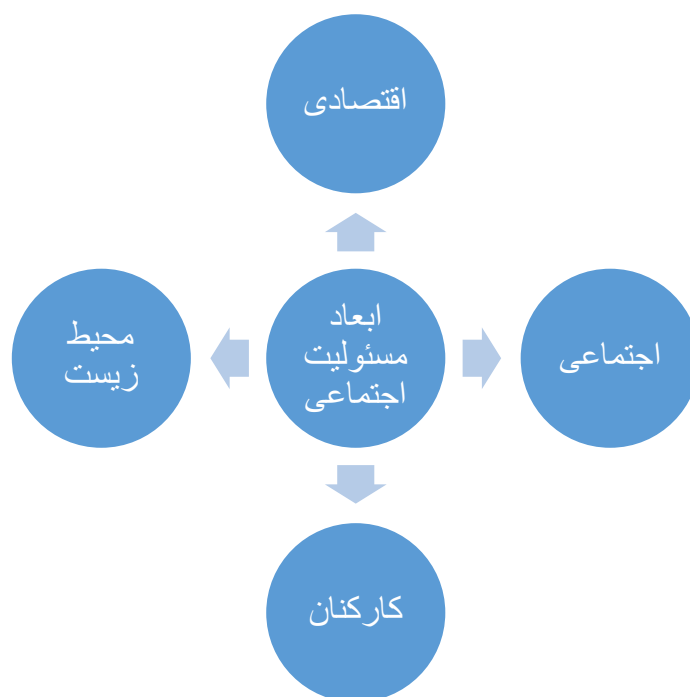 اقتصادی
محیط
زیست
ابعاد
مسئولیت
اجتماعی
اجتماعی
کارکنان